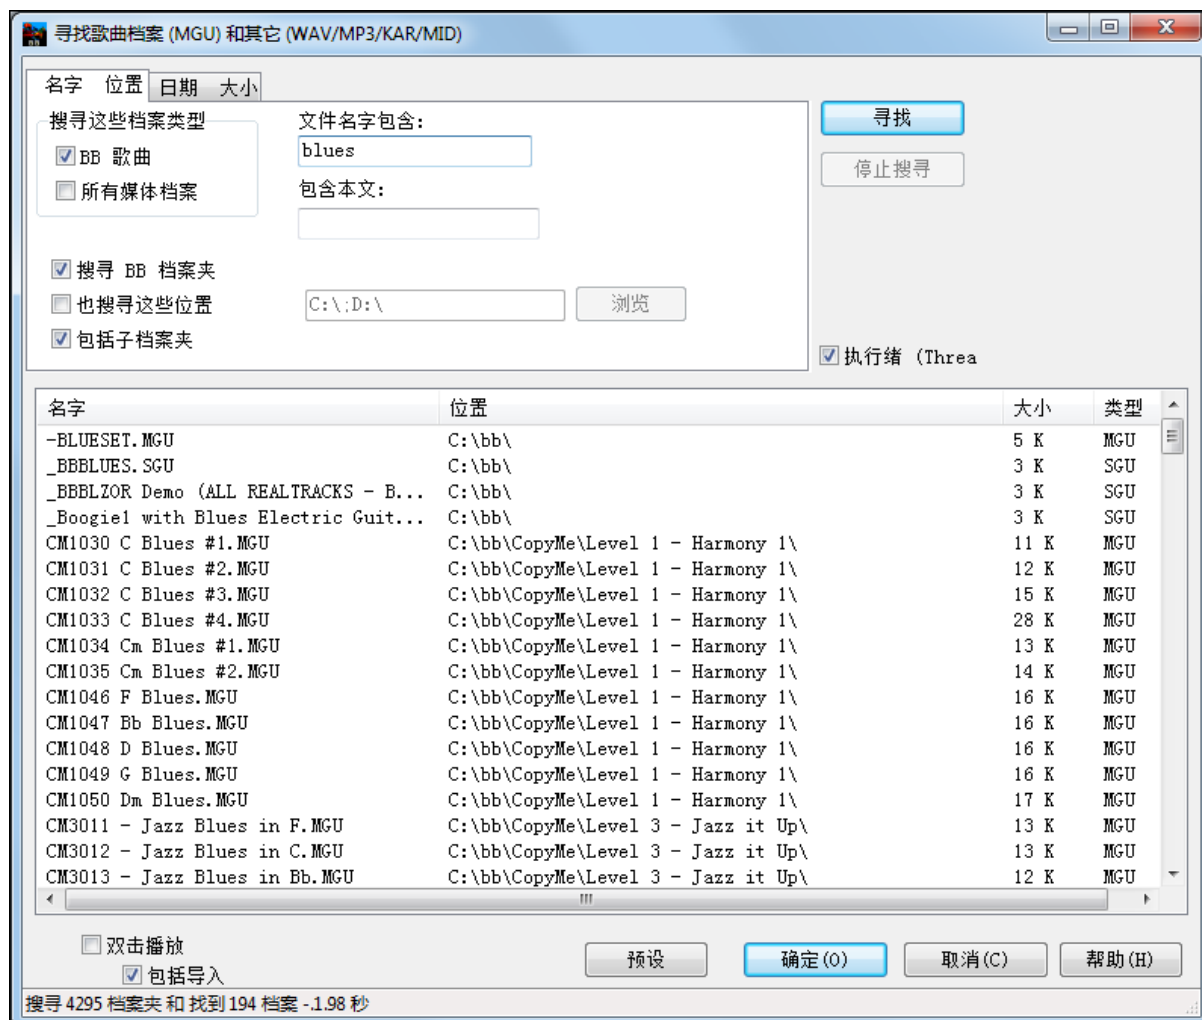 寻找歌曲档案 (MGU) 和其它 (WAV/MP3/KAR/MID)
名字 位置 日期 大小
搜寻这些档案类型
文件名字包含:
寻找
BB 歌曲
blues
停止搜寻
所有媒体档案
包含本文:
搜寻 BB 档案夹
也搜寻这些位置
C:\;D:\
浏览
包括子档案夹
执行绪 (Threa
名字 位置 大小 类型
-BLUESET.MGU C:\bb\ 5 K MGU
_BBBLUES.SGU C:\bb\ 3 K SGU
_BBBLZOR Demo (ALL REALTRACKS - B... C:\bb\ 3 K SGU
_Boogie1 with Blues Electric Guit... C:\bb\ 3 K SGU
CM1030 C Blues #1.MGU C:\bb\CopyMe\Level 1 - Harmony 1\ 11 K MGU
CM1031 C Blues #2.MGU C:\bb\CopyMe\Level 1 - Harmony 1\ 12 K MGU
CM1032 C Blues #3.MGU C:\bb\CopyMe\Level 1 - Harmony 1\ 15 K MGU
CM1033 C Blues #4.MGU C:\bb\CopyMe\Level 1 - Harmony 1\ 28 K MGU
CM1034 Cm Blues #1.MGU C:\bb\CopyMe\Level 1 - Harmony 1\ 13 K MGU
CM1035 Cm Blues #2.MGU C:\bb\CopyMe\Level 1 - Harmony 1\ 14 K MGU
CM1046 F Blues.MGU C:\bb\CopyMe\Level 1 - Harmony 1\ 16 K MGU
CM1047 Bb Blues.MGU C:\bb\CopyMe\Level 1 - Harmony 1\ 16 K MGU
CM1048 D Blues.MGU C:\bb\CopyMe\Level 1 - Harmony 1\ 16 K MGU
CM1049 G Blues.MGU C:\bb\CopyMe\Level 1 - Harmony 1\ 16 K MGU
CM1050 Dm Blues.MGU C:\bb\CopyMe\Level 1 - Harmony 1\ 17 K MGU
CM3011 - Jazz Blues in F.MGU C:\bb\CopyMe\Level 3 - Jazz it Up\ 13 K MGU
CM3012 - Jazz Blues in C.MGU C:\bb\CopyMe\Level 3 - Jazz it Up\ 13 K MGU
CM3013 - Jazz Blues in Bb.MGU C:\bb\CopyMe\Level 3 - Jazz it Up\ 12 K MGU
双击播放
预设 确定(O) 取消(C) 帮助(H)
包括导入
搜寻 4295 档案夹 和 找到 194 档案 -.1.98 秒